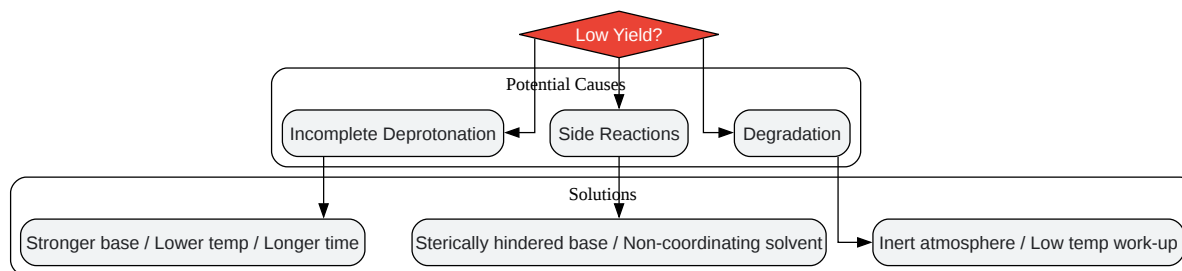 Low Yield?
Potential Causes
Incomplete Deprotonation
Side Reactions
Degradation
Solutions
Stronger base / Lower temp / Longer time
Sterically hindered base / Non-coordinating solvent
Inert atmosphere / Low temp work-up